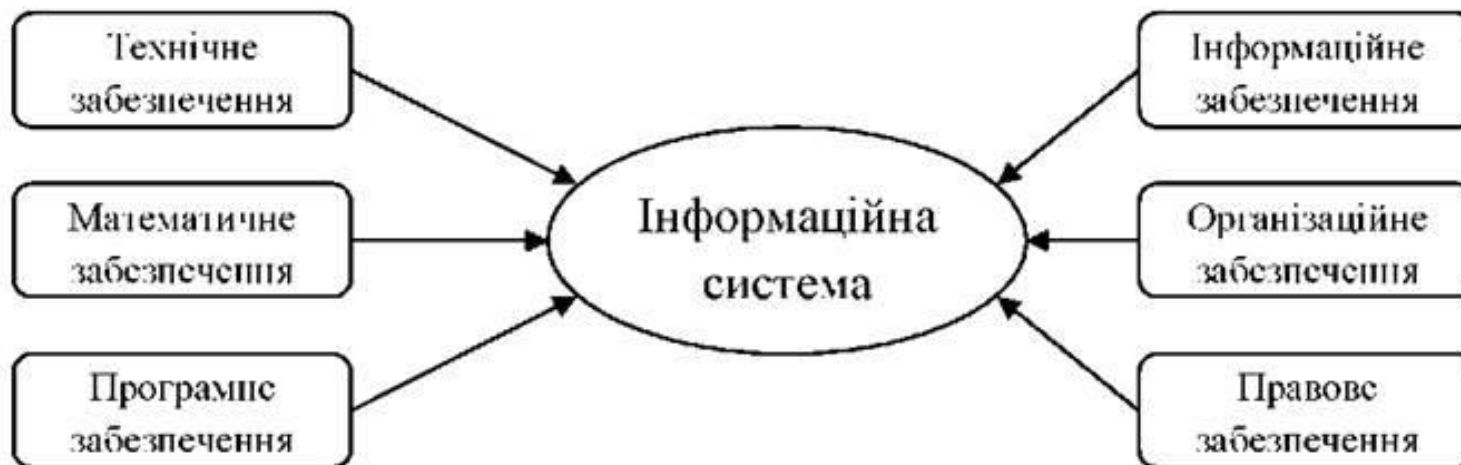 Технічне
забезпечення
Математичне
забезпечення
Програмне
забезпечення
Інформаційна
система
Інформаційне
забезпечення
Організаційне
забезпечення
Правове
забезпечення